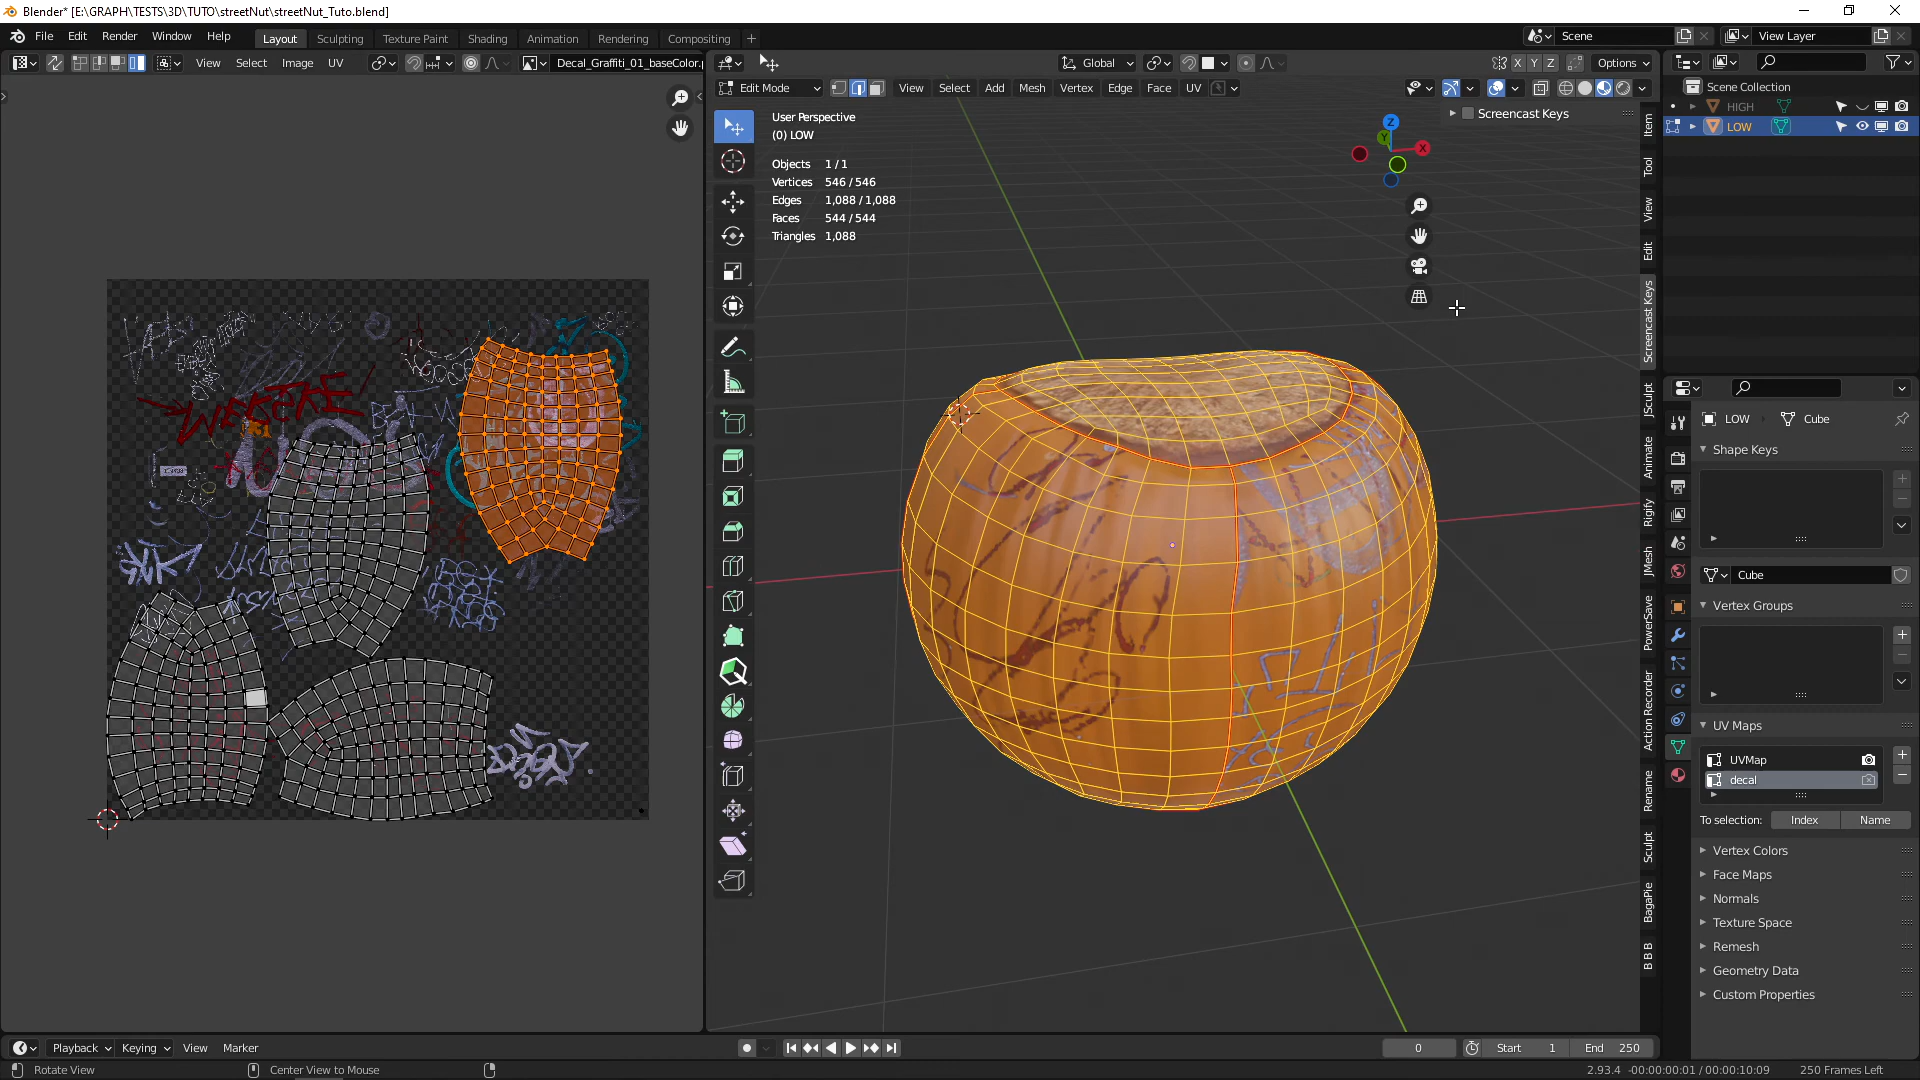 Blender* [E:\GRAPH\TESTS\3D\TUTO\streetNut\streetNut_Tuto.blend]
File Edit Render Window Help Layout Sculpting Texture Paint Shading Animation Rendering Compositing + Scene View Layer
View Select Image UV Decal_Graffiti_01_baseColor.p
Global X Y Z Options
Edit Mode View Select Add Mesh Vertex Edge Face UV
User Perspective
(0) LOW
Objects 1 / 1
Vertices 546 / 546
Edges 1,088 / 1,088
Faces 544 / 544
Triangles 1,088
Screencast Keys
Z
Y
X
Item
Tool
View
Edit
Screencast Keys
JSculpt
Animate
Rigify
JMesh
PowerSave
Action Recorder
Rename
Sculpt
BagaPie
B B B
Scene Collection
HIGH
LOW
LOW Cube
Shape Keys
Cube
Vertex Groups
UV Maps
UVMap
decal
To selection: Index Name
Vertex Colors
Face Maps
Normals
Texture Space
Remesh
Geometry Data
Custom Properties
Playback Keying View Marker 0 Start 1 End 250
Rotate View Center View to Mouse 2.93.4 -00:00:00:01 / 00:00:10:09 250 Frames Left